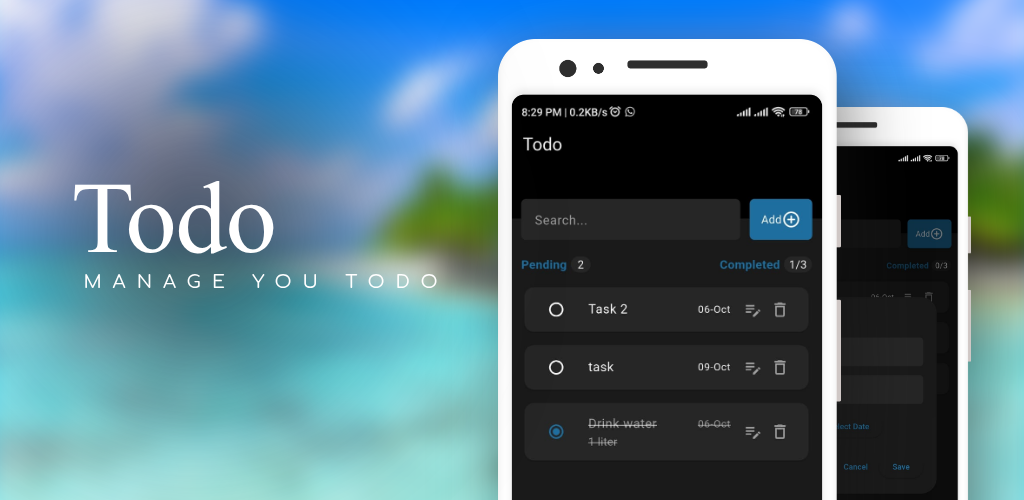 Todo
MANAGE YOU TODO
8:29 PM | 0.2KB/s
78
Todo
Search...
Add
Pending 2
Completed 1/3
Task 2 06-Oct
task 09-Oct
Drink water 06-Oct
1 liter
Add
Completed 0/3
06-Oct
ect Date
Cancel Save